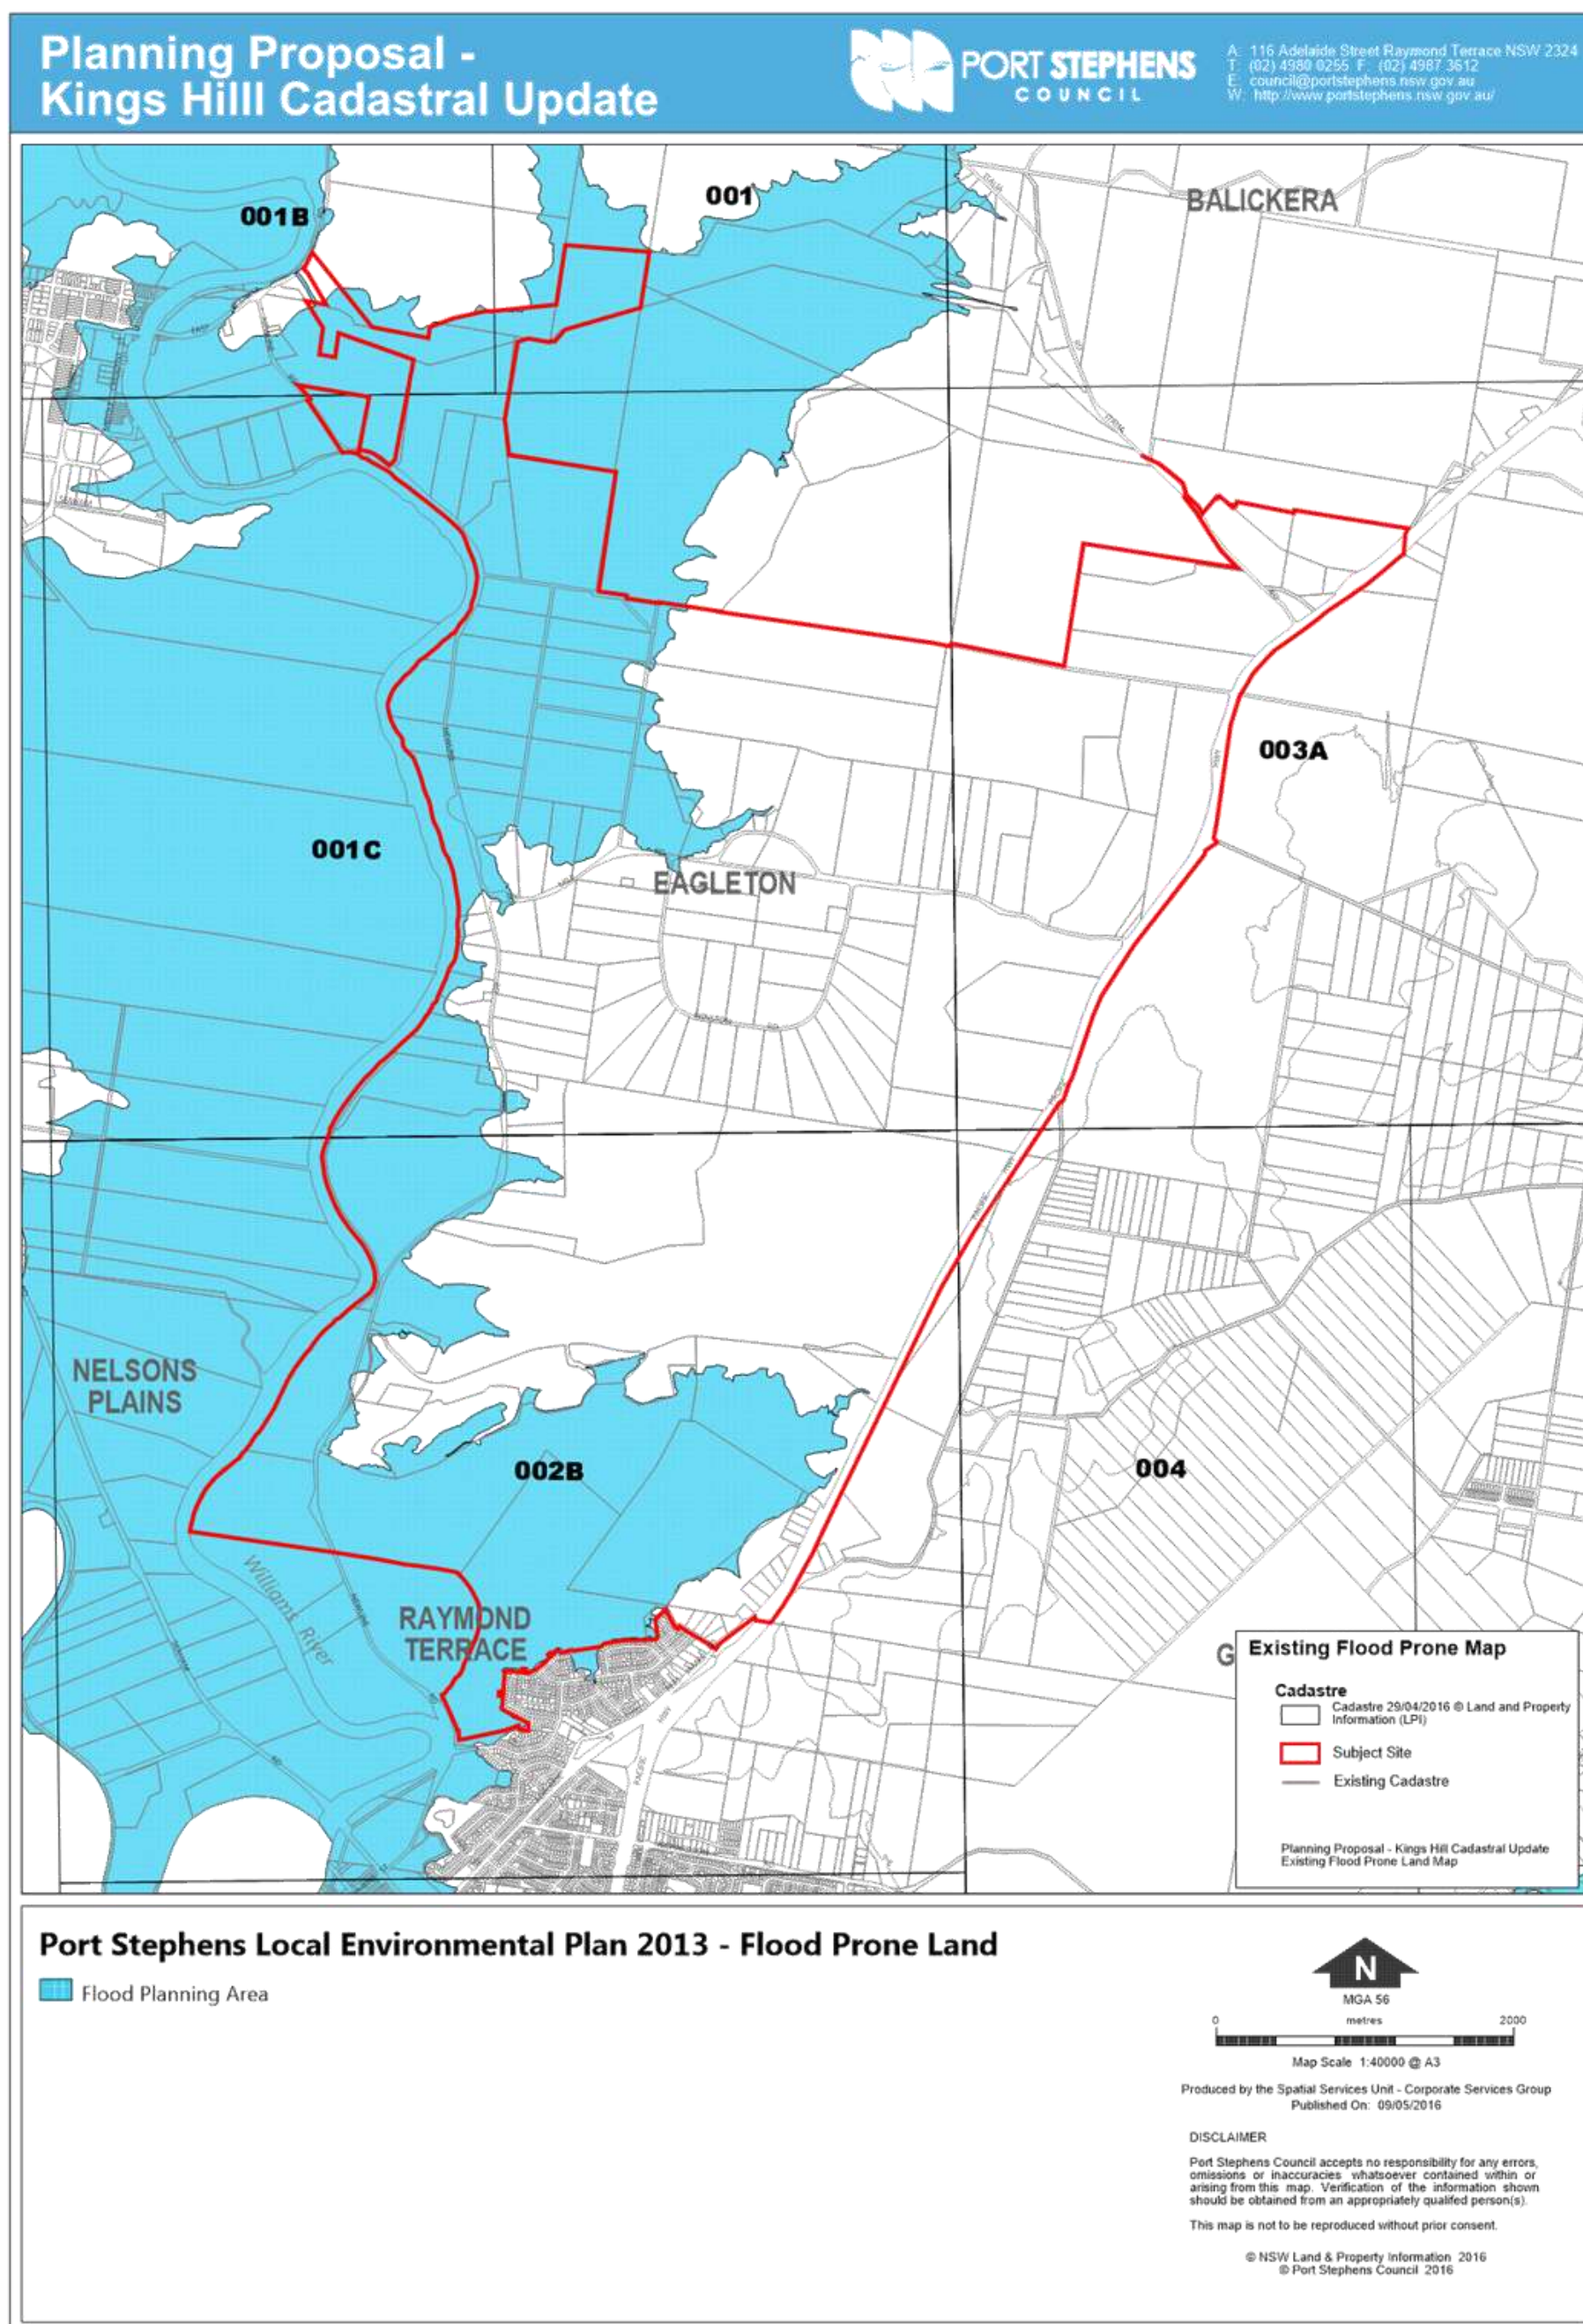 Planning Proposal -
Kings Hilll Cadastral Update
PORT STEPHENS
COUNCIL
A: 116 Adelaide Street Raymond Terrace NSW 2324
T: (02) 4980 0255 F: (02) 4987 3612
E: council@portstephens.nsw.gov.au
W: http://www.portstephens.nsw.gov.au/
001B
001
BALICKERA
003A
001C
EAGLETON
NELSONS
PLAINS
002B
004
Williams River
RAYMOND
TERRACE
PACIFIC
G
Existing Flood Prone Map
Cadastre
Cadastre 29/04/2016 © Land and Property
Information (LPI)
Subject Site
Existing Cadastre
Planning Proposal - Kings Hill Cadastral Update
Existing Flood Prone Land Map
Port Stephens Local Environmental Plan 2013 - Flood Prone Land
Flood Planning Area
N
MGA 56
0 metres 2000
Map Scale 1:40000 @ A3
Produced by the Spatial Services Unit - Corporate Services Group
Published On: 09/05/2016
DISCLAIMER
Port Stephens Council accepts no responsibility for any errors,
omissions or inaccuracies whatsoever contained within or
arising from this map. Verification of the information shown
should be obtained from an appropriately qualifed person(s).
This map is not to be reproduced without prior consent.
© NSW Land & Property Information 2016
© Port Stephens Council 2016